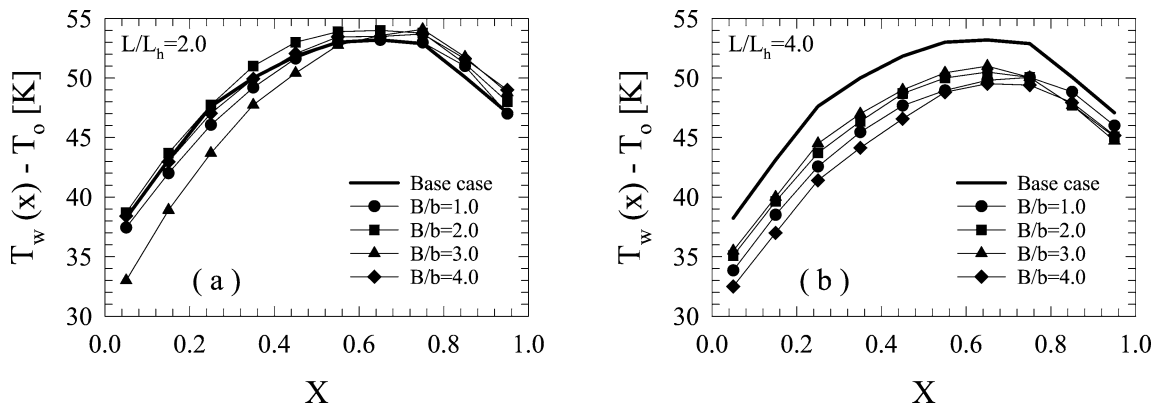 55
50
45
40
35
30
T_w (x) - T_o [K]
L/L_h=2.0
Base case
B/b=1.0
B/b=2.0
B/b=3.0
B/b=4.0
( a )
0.0 0.2 0.4 0.6 0.8 1.0
X
55
50
45
40
35
30
T_w (x) - T_o [K]
L/L_h=4.0
Base case
B/b=1.0
B/b=2.0
B/b=3.0
B/b=4.0
( b )
0.0 0.2 0.4 0.6 0.8 1.0
X